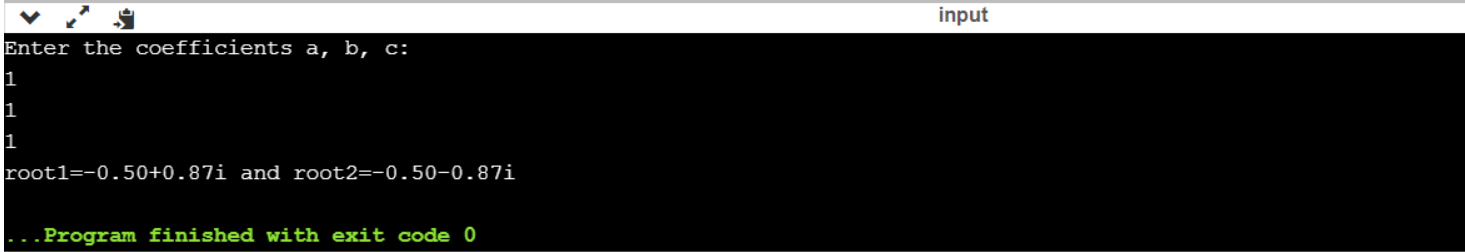 input
Enter the coefficients a, b, c:
1
1
1
root1=-0.50+0.87i and root2=-0.50-0.87i
...Program finished with exit code 0